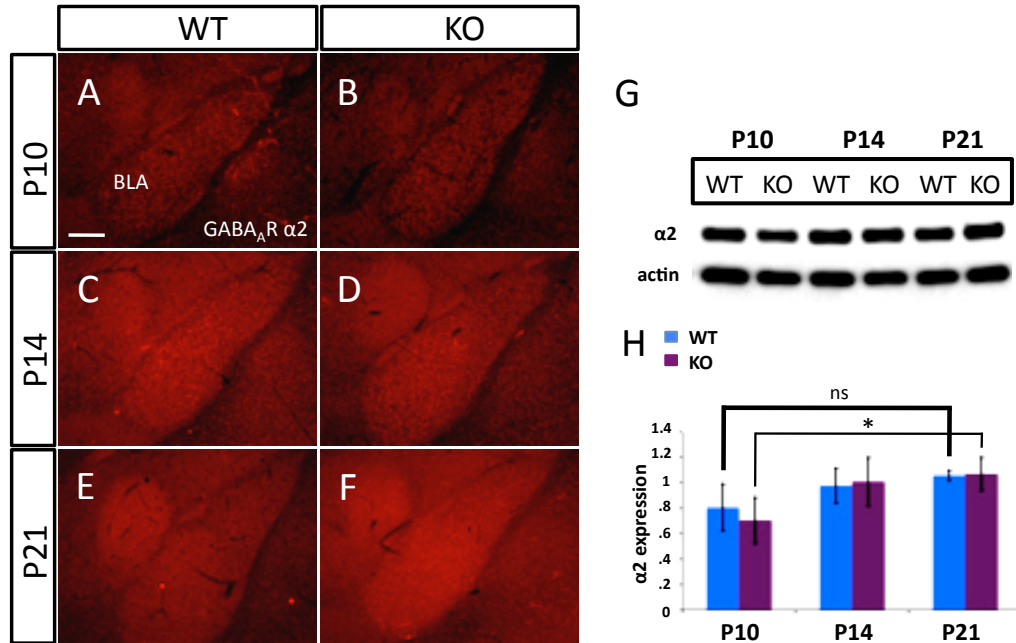 WT KO
P10
A
B
BLA
GABA_AR α2
P14
C
D
P21
E
F
G
P10 P14 P21
WT KO WT KO WT KO
α2
actin
H
WT
KO
ns
*
α2 expression
1.4
1.2
1
.8
.6
.4
.2
0
P10 P14 P21